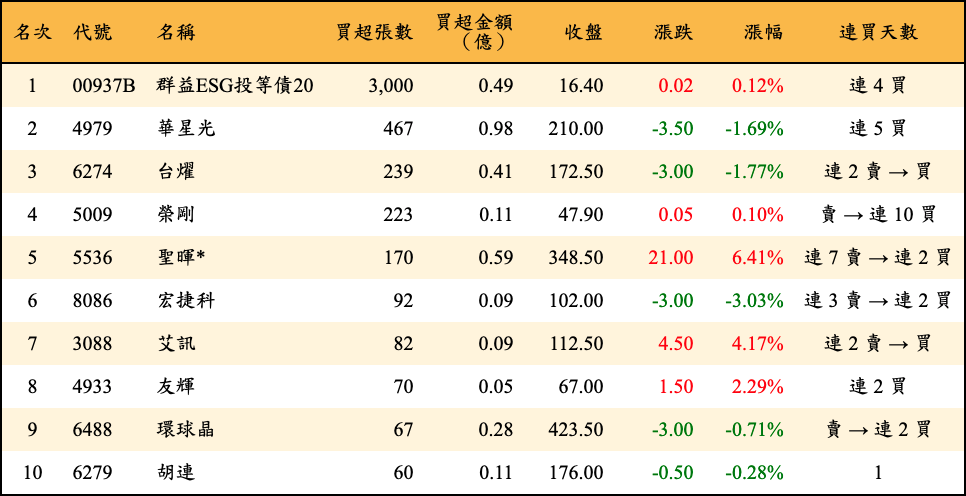 名次 代號 名稱 買超張數 買超金額（億） 收盤 漲跌 漲幅 連買天數
1 00937B 群益ESG投等債20 3,000 0.49 16.40 0.02 0.12% 連 4 買
2 4979 華星光 467 0.98 210.00 -3.50 -1.69% 連 5 買
3 6274 台燿 239 0.41 172.50 -3.00 -1.77% 連 2 賣 → 買
4 5009 榮剛 223 0.11 47.90 0.05 0.10% 賣 → 連 10 買
5 5536 聖暉* 170 0.59 348.50 21.00 6.41% 連 7 賣 → 連 2 買
6 8086 宏捷科 92 0.09 102.00 -3.00 -3.03% 連 3 賣 → 連 2 買
7 3088 艾訊 82 0.09 112.50 4.50 4.17% 連 2 賣 → 買
8 4933 友輝 70 0.05 67.00 1.50 2.29% 連 2 買
9 6488 環球晶 67 0.28 423.50 -3.00 -0.71% 賣 → 連 2 買
10 6279 胡連 60 0.11 176.00 -0.50 -0.28% 1